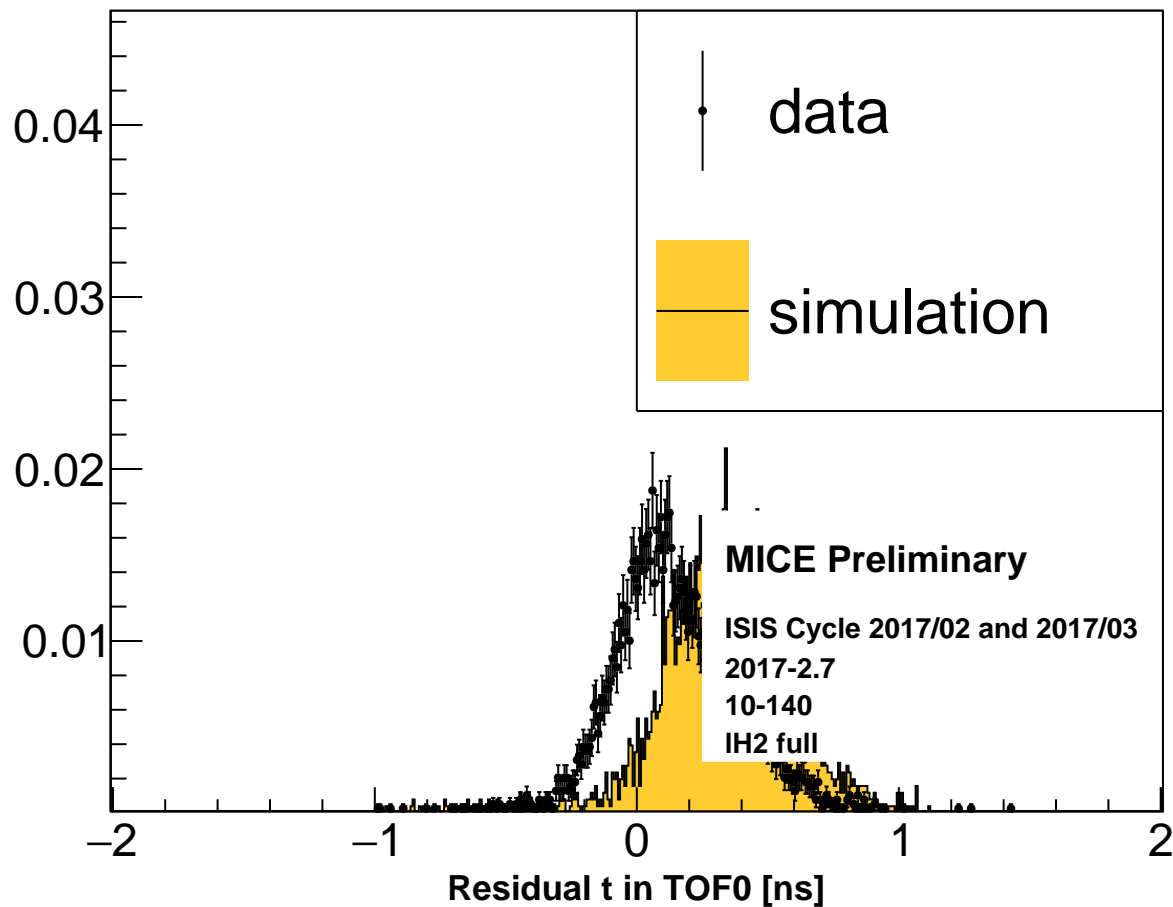 data
simulation
0.04
0.03
0.02
0.01
MICE Preliminary
ISIS Cycle 2017/02 and 2017/03
2017-2.7
10-140
lH2 full
−2
−1
0
1
2
Residual t in TOF0 [ns]